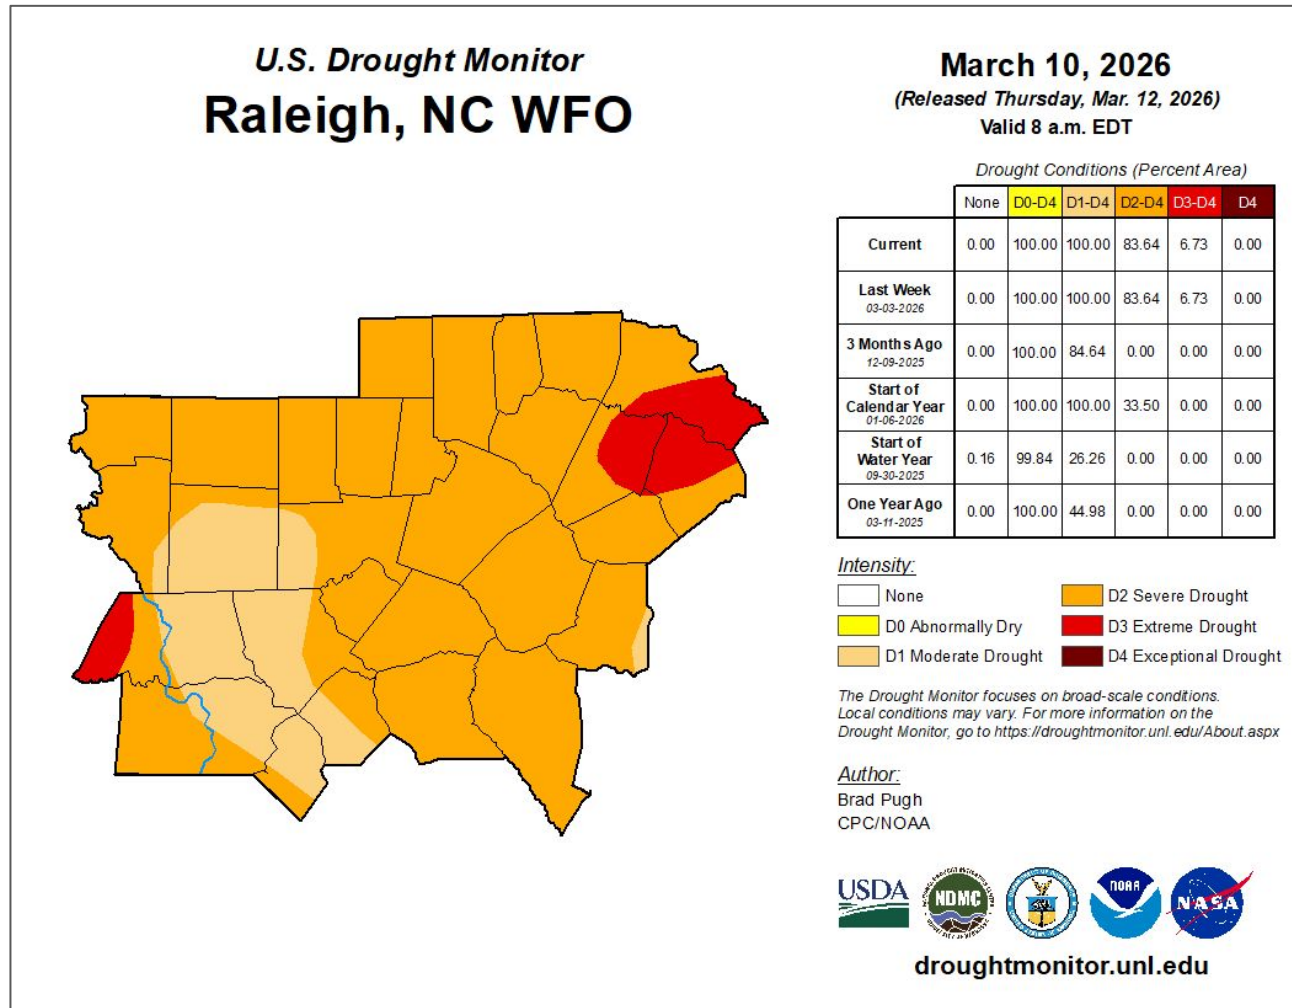 U.S. Drought Monitor
Raleigh, NC WFO
March 10, 2026
(Released Thursday, Mar. 12, 2026)
Valid 8 a.m. EDT
Drought Conditions (Percent Area)
None D0-D4 D1-D4 D2-D4 D3-D4 D4
Current 0.00 100.00 100.00 83.64 6.73 0.00
Last Week
03-03-2026 0.00 100.00 100.00 83.64 6.73 0.00
3 Months Ago
12-09-2025 0.00 100.00 84.64 0.00 0.00 0.00
Start of
Calendar Year
01-06-2026 0.00 100.00 100.00 33.50 0.00 0.00
Start of
Water Year
09-30-2025 0.16 99.84 26.26 0.00 0.00 0.00
One Year Ago
03-11-2025 0.00 100.00 44.98 0.00 0.00 0.00
Intensity:
None
D0 Abnormally Dry
D1 Moderate Drought
D2 Severe Drought
D3 Extreme Drought
D4 Exceptional Drought
The Drought Monitor focuses on broad-scale conditions.
Local conditions may vary. For more information on the
Drought Monitor, go to https://droughtmonitor.unl.edu/About.aspx
Author:
Brad Pugh
CPC/NOAA
USDA
NDMC
NOAA
NASA
droughtmonitor.unl.edu